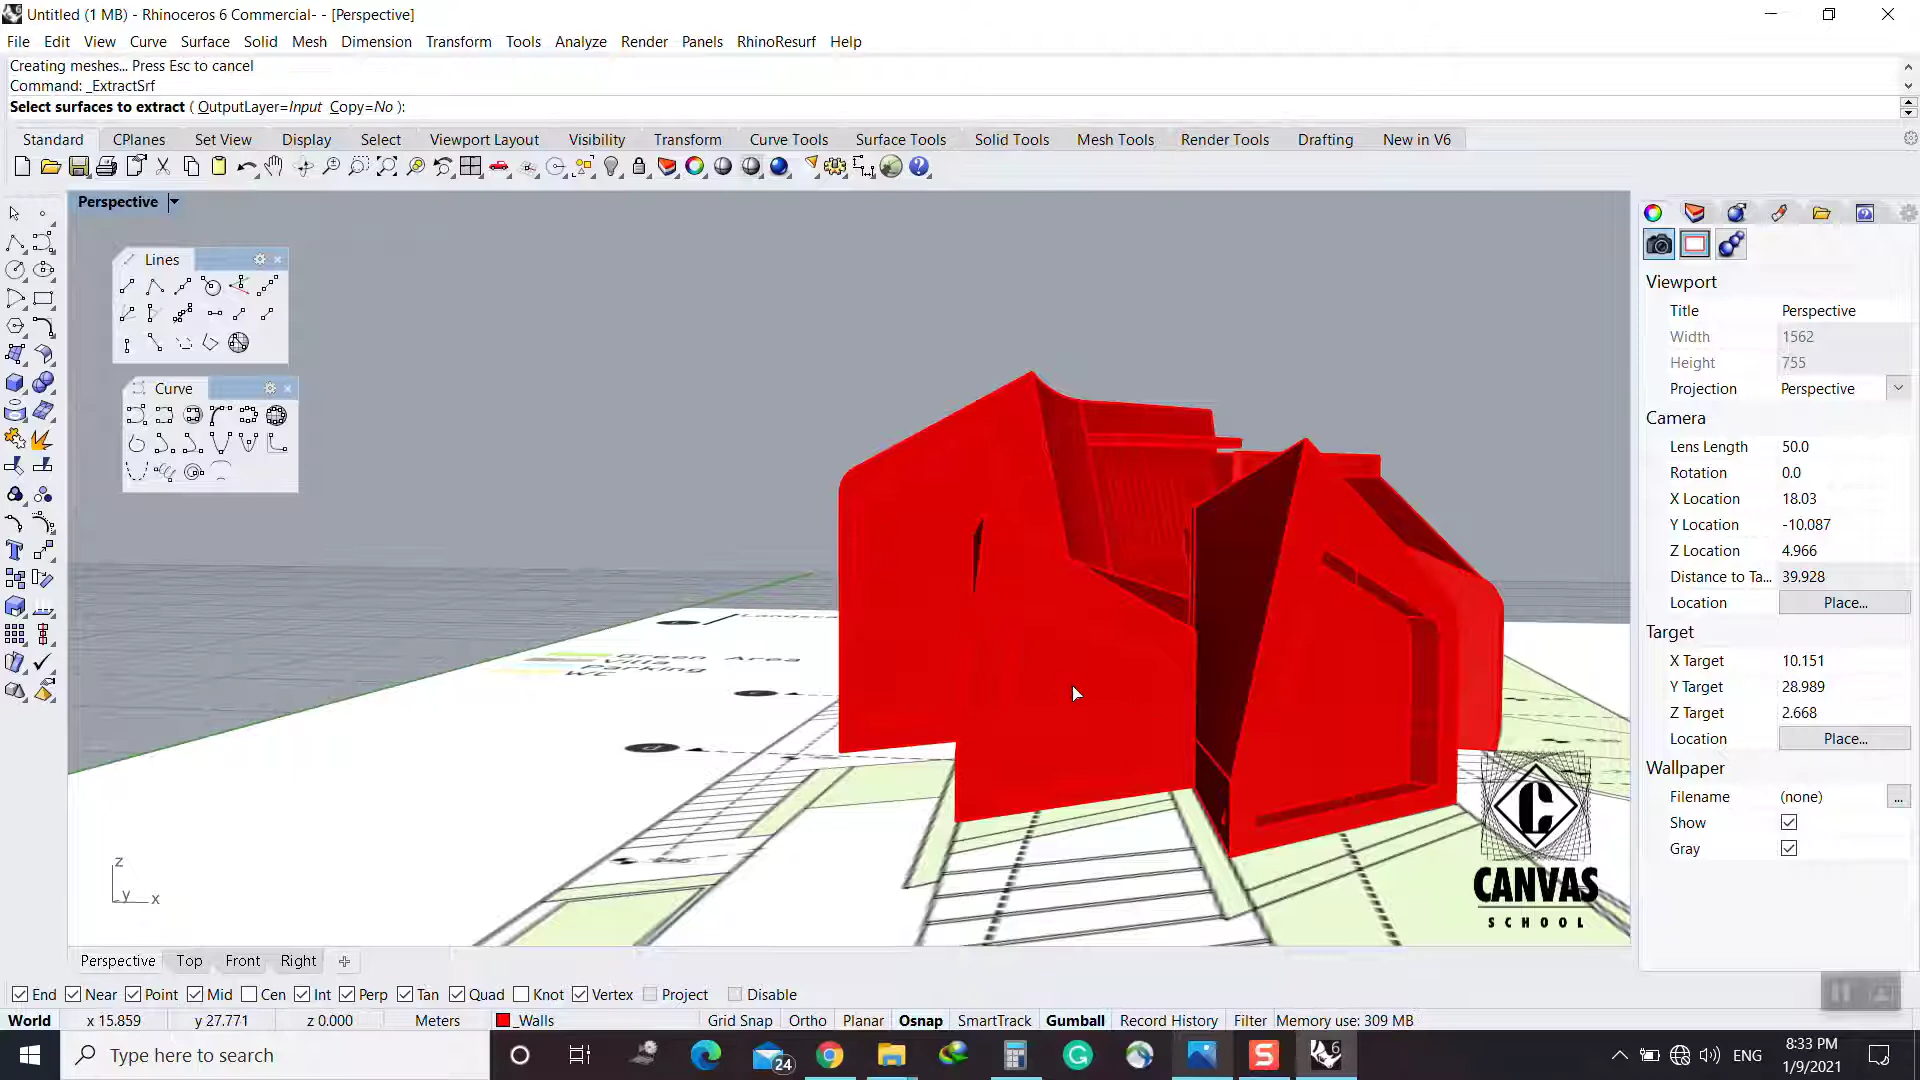 Untitled (1 MB) - Rhinoceros 6 Commercial- - [Perspective]
File Edit View Curve Surface Solid Mesh Dimension Transform Tools Analyze Render Panels RhinoResurf Help
Creating meshes... Press Esc to cancel
Command: _ExtractSrf
Select surfaces to extract ( OutputLayer=Input Copy=No ):
Standard CPlanes Set View Display Select Viewport Layout Visibility Transform Curve Tools Surface Tools Solid Tools Mesh Tools Render Tools Drafting New in V6
Perspective
Lines
Curve
Landsca
Green Area
Villa
Parking
WC
d
z
y
x
CANVAS
SCHOOL
Viewport
Title Perspective
Width 1562
Height 755
Projection Perspective
Camera
Lens Length 50.0
Rotation 0.0
X Location 18.03
Y Location -10.087
Z Location 4.966
Distance to Ta... 39.928
Location Place...
Target
X Target 10.151
Y Target 28.989
Z Target 2.668
Location Place...
Wallpaper
Filename (none) ...
Show
Gray
Perspective Top Front Right
End Near Point Mid Cen Int Perp Tan Quad Knot Vertex Project Disable
World x 15.859 y 27.771 z 0.000 Meters _Walls Grid Snap Ortho Planar Osnap SmartTrack Gumball Record History Filter Memory use: 309 MB
Type here to search
24
ENG
8:33 PM
1/9/2021